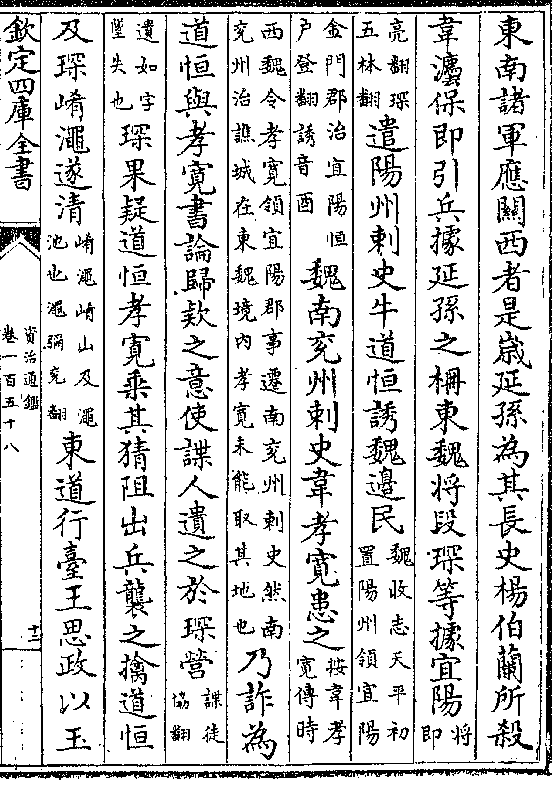 東南諸軍應關西者是嵗延孫為其長史楊伯蘭所殺
韋灋保即引兵據延孫之柵東魏將段琛等據宜陽將即
亮翻琛丑林翻遣陽州刺史牛道恒誘魏邊民魏收志天平初置陽州領宜陽
金門郡治宜陽恒户登翻誘音酉魏南兖州刺史韋孝寛患之按韋孝寛傳時
西魏令孝寛領宜陽郡事遷南兖州刺史然南兖州治譙城在東魏境内孝寛未能取其地也乃詐為
道恒與孝寛書論歸欵之意使諜人遺之於琛營諜徒協翻
遺如字墜失也琛果疑道恒孝寛乘其猜阻出兵襲之擒道恒
及琛崤澠遂清崤澠崤山及澠池也澠彌兖翻東道行臺王思政以玉
欽定四庫全書
資治通鑑
卷一百五十八
十三